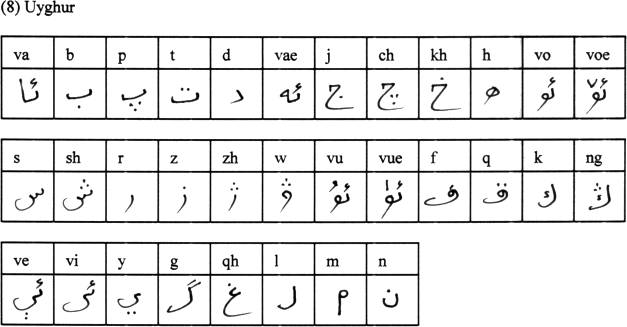 (8) Uyghur
va b p t d vae j ch kh h vo voe
ئا ب پ ت د ئە ج چ خ ھ ئو ئۆ
s sh r z zh w vu vue f q k ng
س ش ر ز ژ ۋ ئۇ ئۈ ف ق ك ڭ
ve vi y g qh l m n
ئې ئى ي گ غ ل م ن